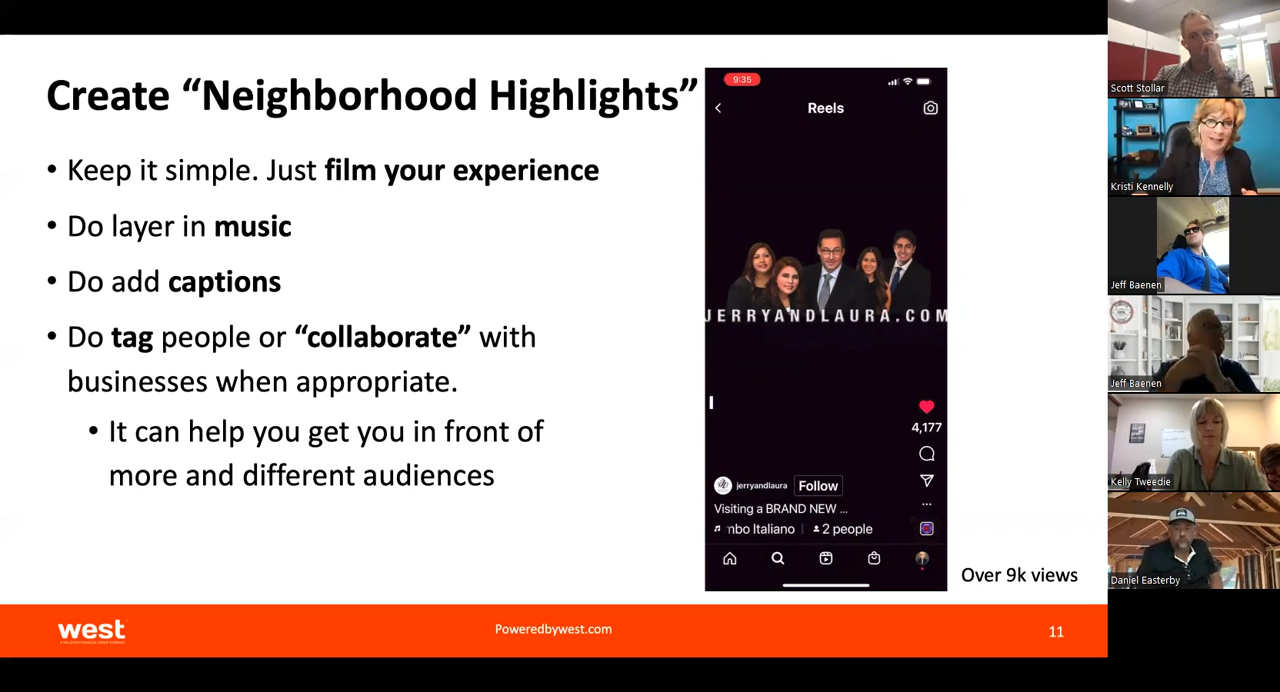 Create “Neighborhood Highlights”
• Keep it simple. Just film your experience
• Do layer in music
• Do add captions
• Do tag people or “collaborate” with
businesses when appropriate.
• It can help you get you in front of
more and different audiences
9:35
Reels
JERRYANDLAURA.COM
4,177
jerryandlaura
Follow
Visiting a BRAND NEW ...
mbo Italiano
2 people
Over 9k views
west
Poweredbywest.com
11
Scott Stollar
Kristi Kennelly
Jeff Baenen
Jeff Baenen
Kelly Tweedie
Daniel Easterby